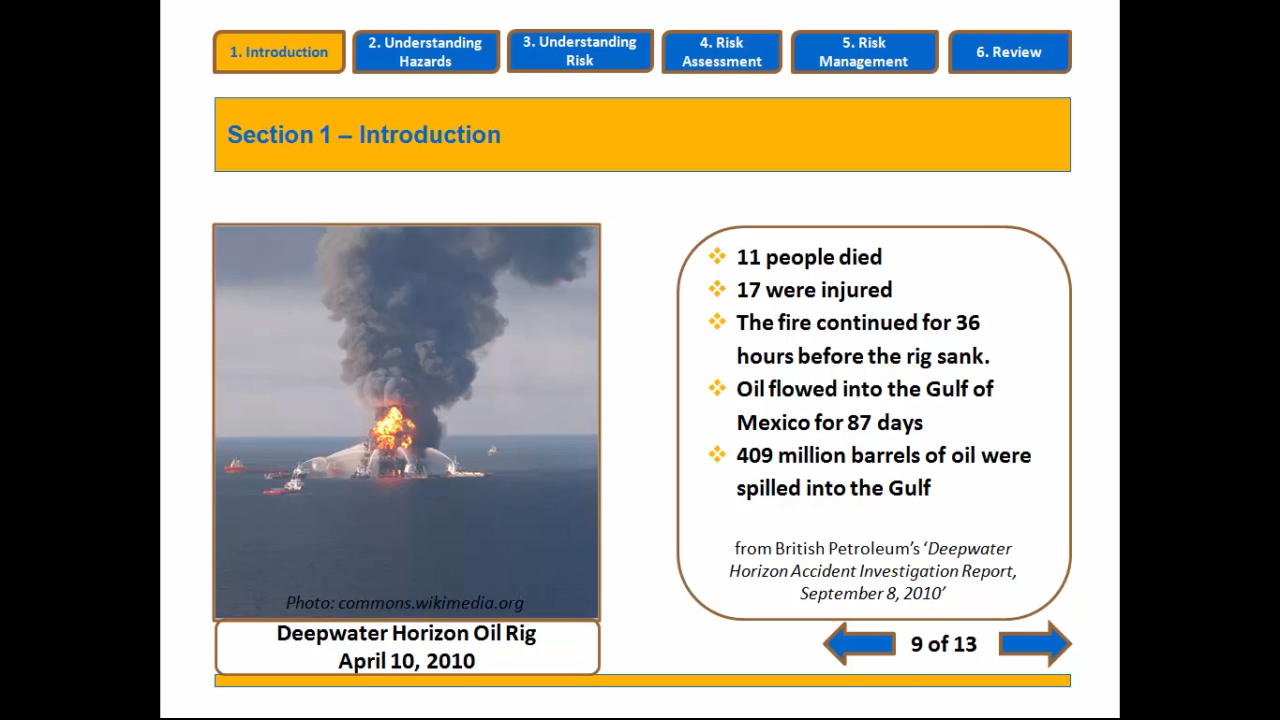 1. Introduction
2. Understanding
Hazards
3. Understanding
Risk
4. Risk
Assessment
5. Risk
Management
6. Review
Section 1 – Introduction
11 people died
17 were injured
The fire continued for 36
hours before the rig sank.
Oil flowed into the Gulf of
Mexico for 87 days
409 million barrels of oil were
spilled into the Gulf
from British Petroleum's ‘Deepwater
Horizon Accident Investigation Report,
September 8, 2010’
Photo: commons.wikimedia.org
Deepwater Horizon Oil Rig
April 10, 2010
9 of 13